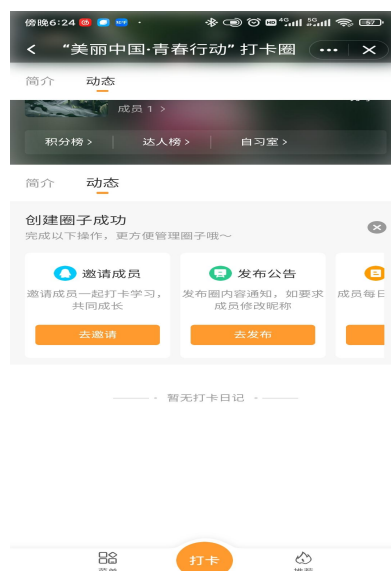 傍晚6:24
4G 5G 57
“美丽中国·青春行动”打卡圈
简介 动态
成员 1 >
积分榜> 达人榜> 自习室>
简介 动态
创建圈子成功
完成以下操作，更方便管理圈子哦～
邀请成员
邀请成员一起打卡学习，
共同成长
去邀请
发布公告
发布圈内容通知，如要求
成员修改昵称
去发布
成员每日
- 暂无打卡日记 -
打卡